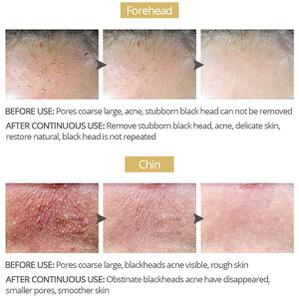 Forehead
BEFORE USE: Pores coarse large, acne, stubborn black head can not be removed
AFTER CONTINUOUS USE: Remove stubborn black head, acne, delicate skin,
restore natural, black head is not repeated
Chin
BEFORE USE: Pores coarse large, blackheads acne visible, rough skin
AFTER CONTINUOUS USE: Obstinate blackheads acne have disappeared,
smaller pores, smoother skin